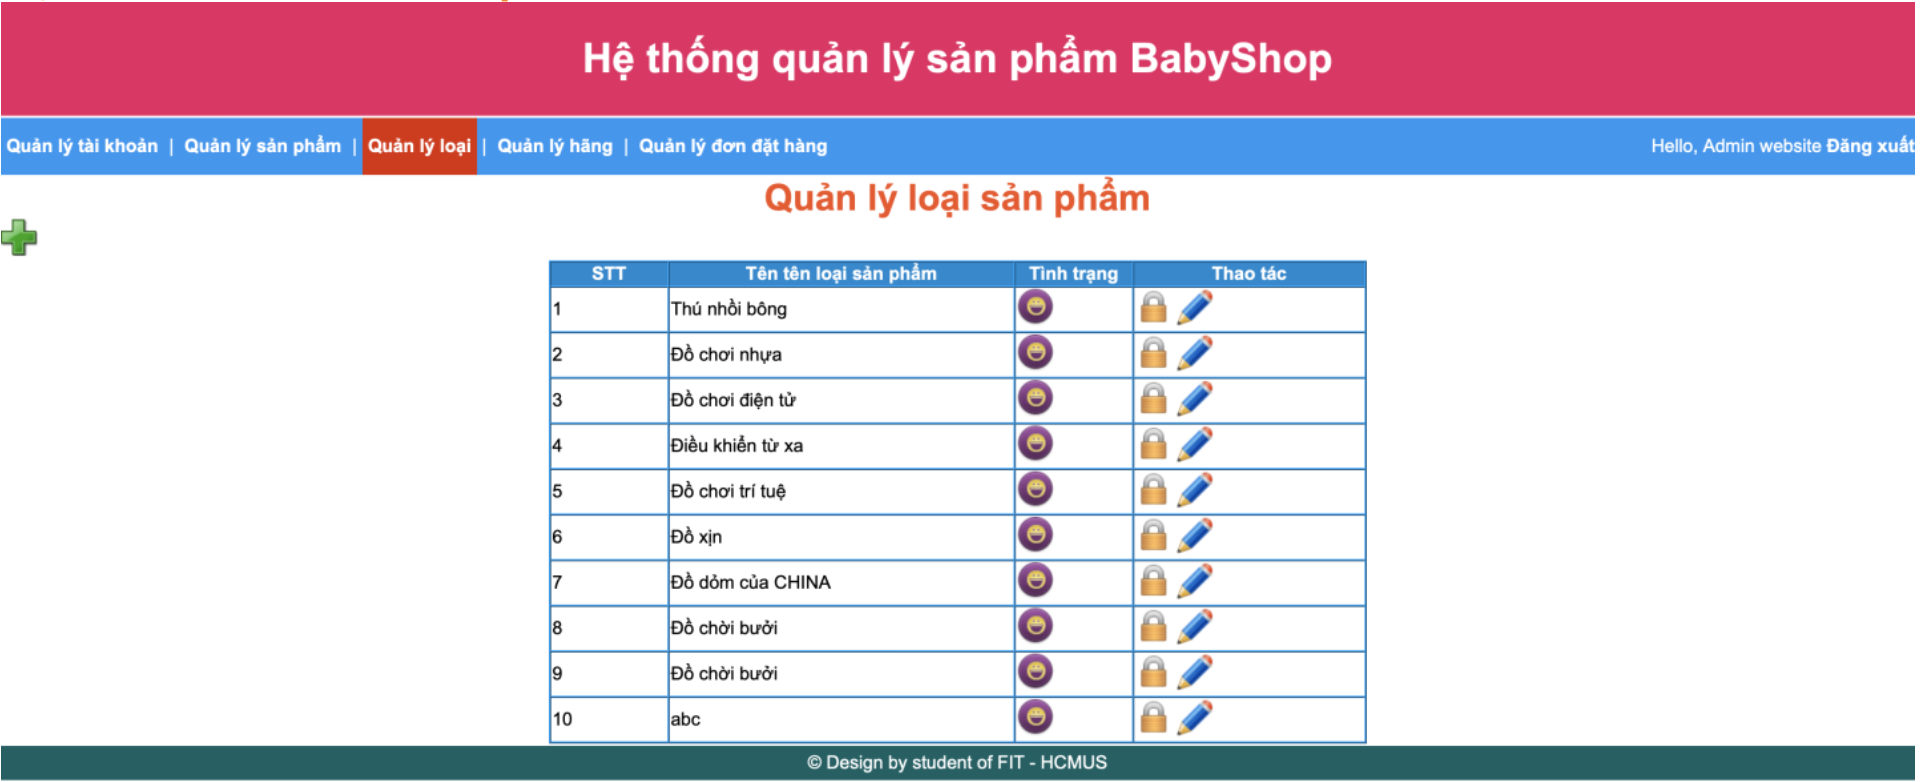 Hệ thống quản lý sản phẩm BabyShop
Quản lý tài khoản | Quản lý sản phẩm | Quản lý loại | Quản lý hãng | Quản lý đơn đặt hàng Hello, Admin website Đăng xuất
Quản lý loại sản phẩm
STT Tên tên loại sản phẩm Tình trạng Thao tác
1 Thú nhồi bông
2 Đồ chơi nhựa
3 Đồ chơi điện tử
4 Điều khiển từ xa
5 Đồ chơi trí tuệ
6 Đồ xịn
7 Đồ dỏm của CHINA
8 Đồ chời bưởi
9 Đồ chời bưởi
10 abc
© Design by student of FIT - HCMUS